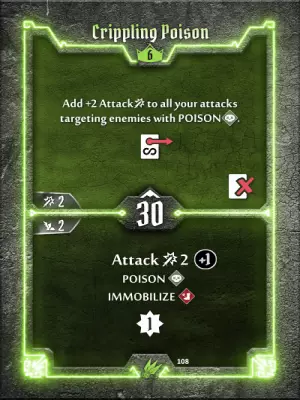 Crippling Poison
6
Add +2 Attack to all your attacks
targeting enemies with POISON.
S
2
30
2
Attack 2 +1
POISON
IMMOBILIZE
1
108